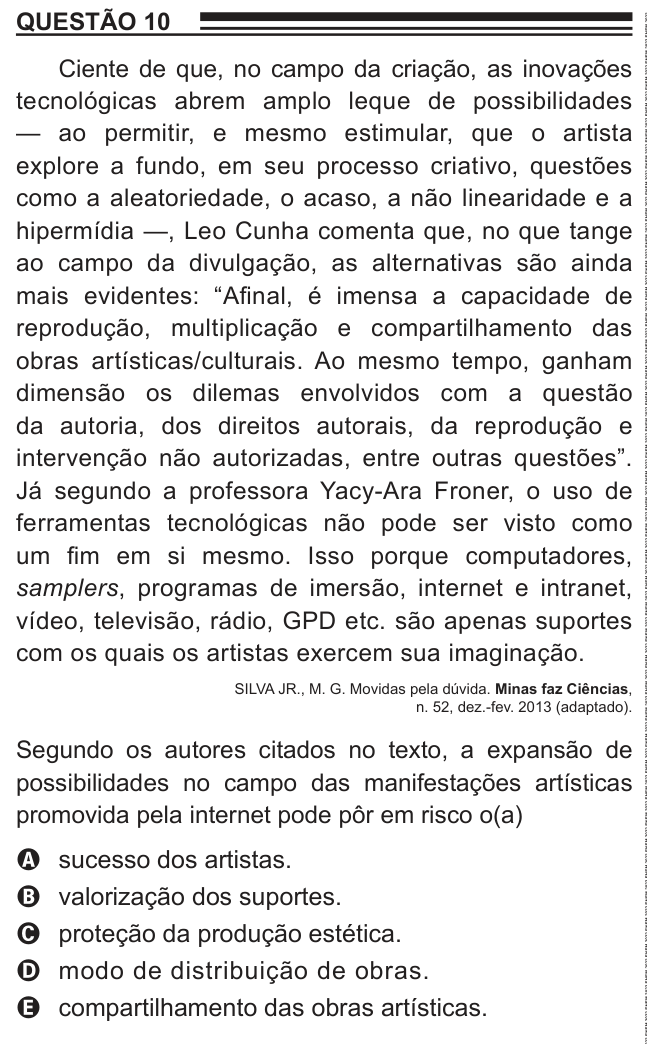 QUESTÃO 10
Ciente de que, no campo da criação, as inovações
tecnológicas abrem amplo leque de possibilidades
— ao permitir, e mesmo estimular, que o artista
explore a fundo, em seu processo criativo, questões
como a aleatoriedade, o acaso, a não linearidade e a
hipermídia —, Leo Cunha comenta que, no que tange
ao campo da divulgação, as alternativas são ainda
mais evidentes: “Afinal, é imensa a capacidade de
reprodução, multiplicação e compartilhamento das
obras artísticas/culturais. Ao mesmo tempo, ganham
dimensão os dilemas envolvidos com a questão
da autoria, dos direitos autorais, da reprodução e
intervenção não autorizadas, entre outras questões”.
Já segundo a professora Yacy-Ara Froner, o uso de
ferramentas tecnológicas não pode ser visto como
um fim em si mesmo. Isso porque computadores,
samplers, programas de imersão, internet e intranet,
vídeo, televisão, rádio, GPD etc. são apenas suportes
com os quais os artistas exercem sua imaginação.
SILVA JR., M. G. Movidas pela dúvida. Minas faz Ciências,
n. 52, dez.-fev. 2013 (adaptado).
Segundo os autores citados no texto, a expansão de
possibilidades no campo das manifestações artísticas
promovida pela internet pode pôr em risco o(a)
A sucesso dos artistas.
B valorização dos suportes.
C proteção da produção estética.
D modo de distribuição de obras.
E compartilhamento das obras artísticas.